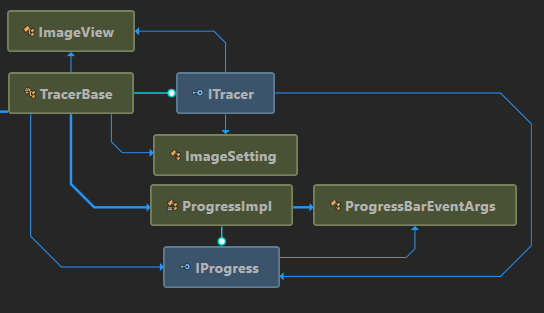 ImageView
TracerBase
ITracer
ImageSetting
ProgressImpl
ProgressBarEventArgs
IProgress